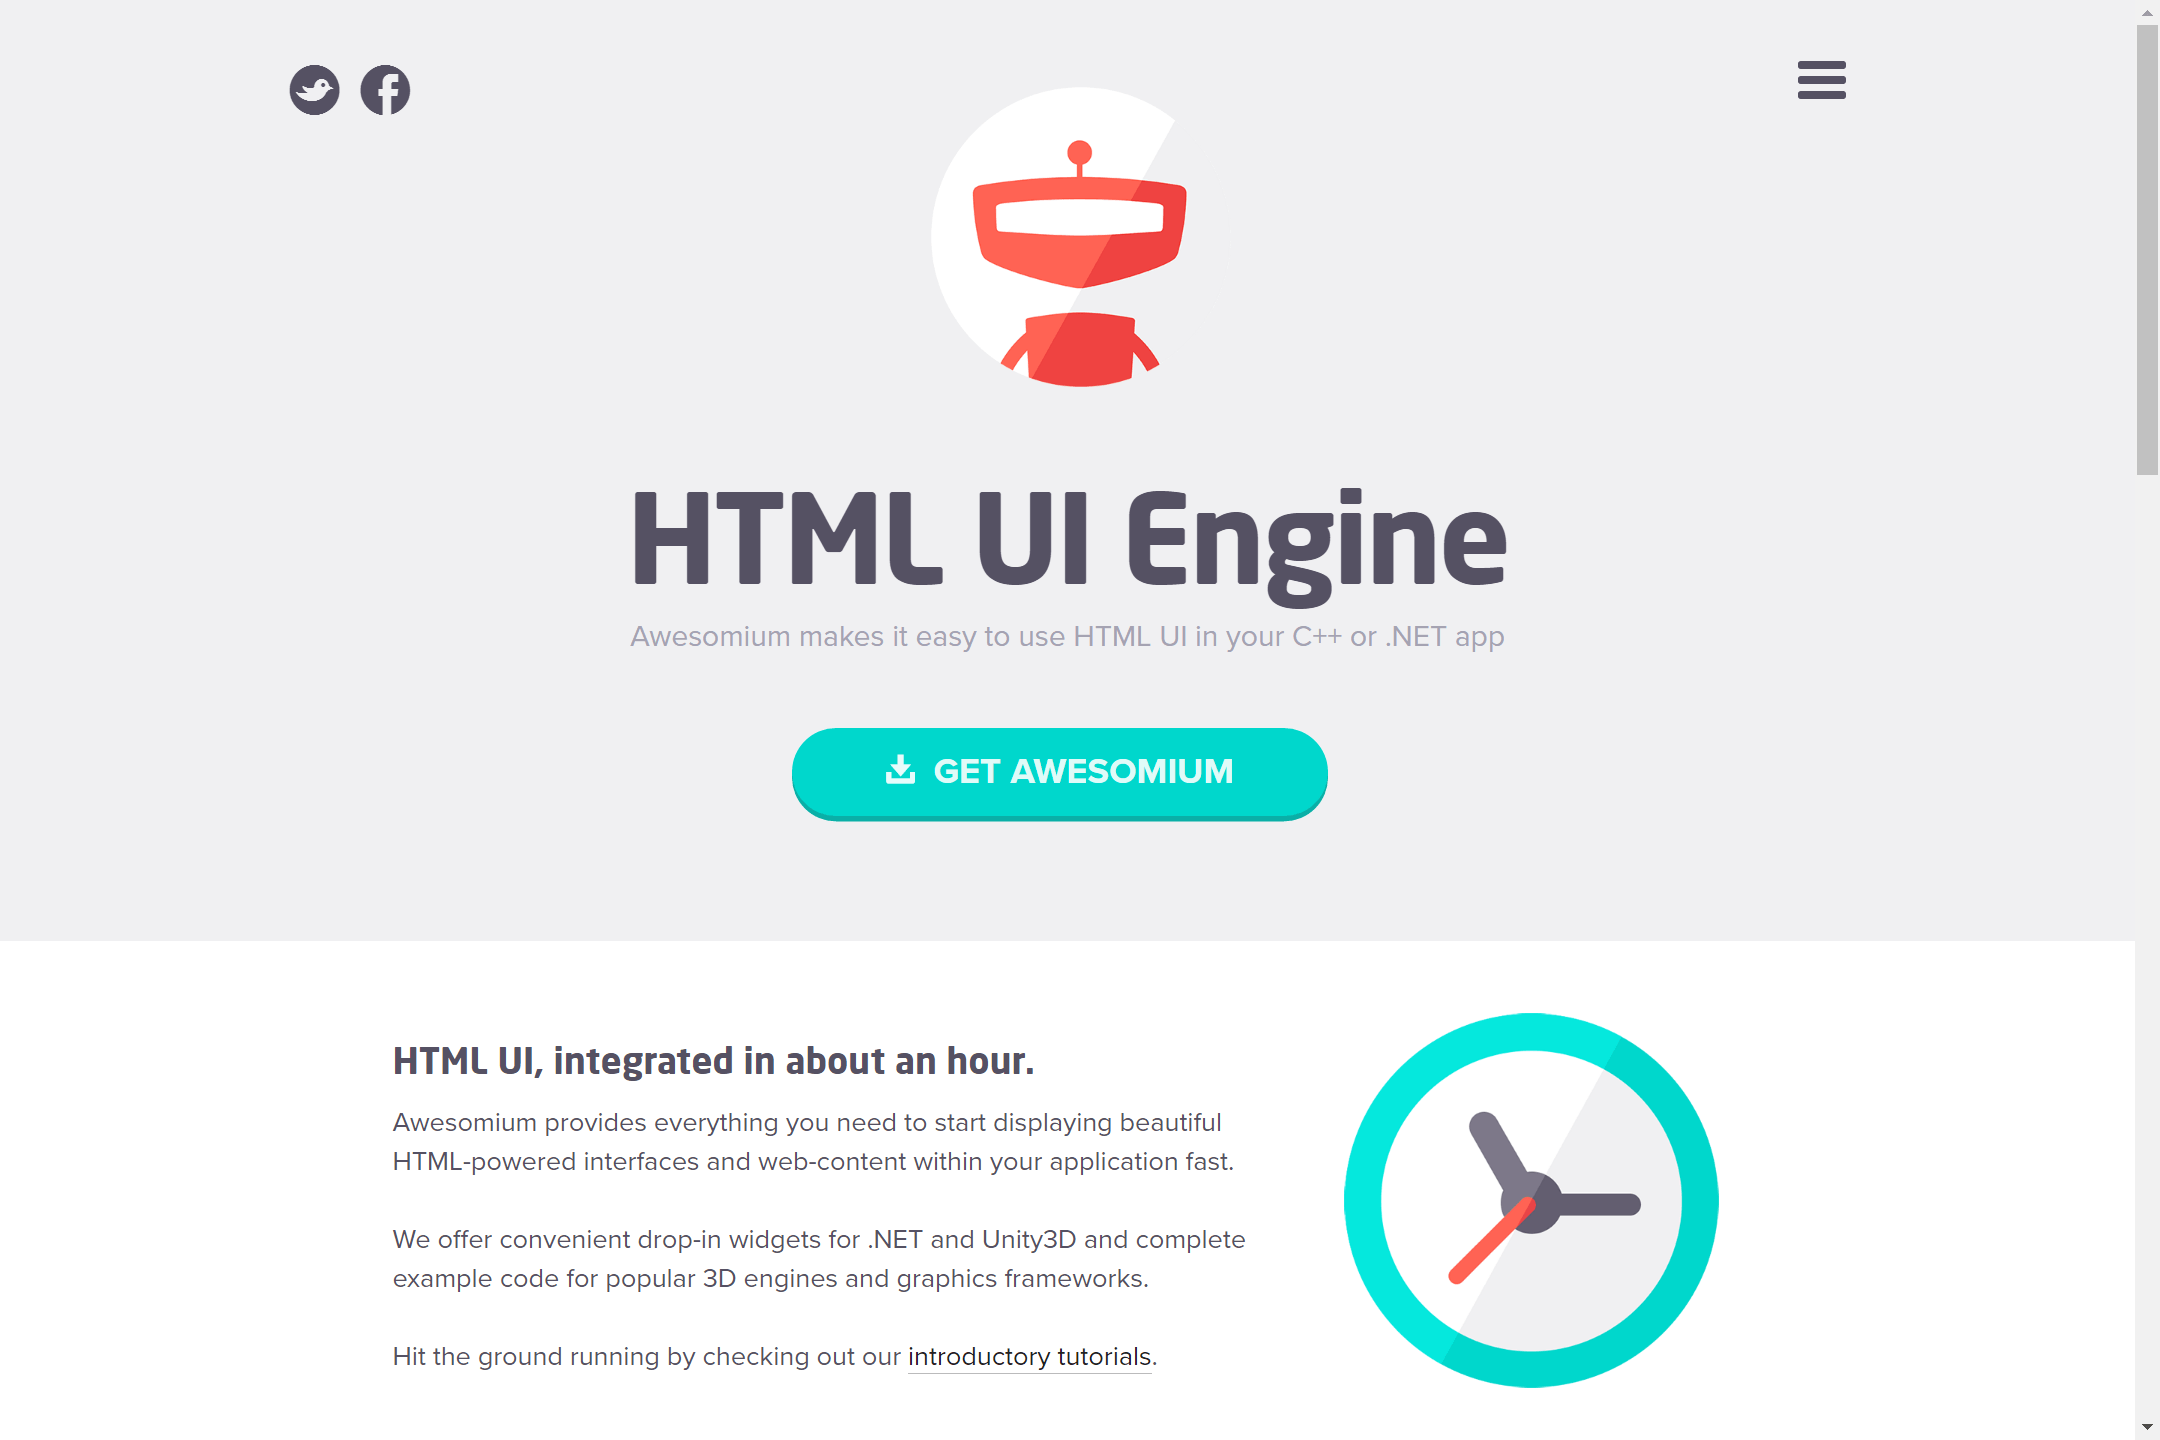 HTML UI Engine
Awesomium makes it easy to use HTML UI in your C++ or .NET app
GET AWESOMIUM
HTML UI, integrated in about an hour.
Awesomium provides everything you need to start displaying beautiful
HTML-powered interfaces and web-content within your application fast.
We offer convenient drop-in widgets for .NET and Unity3D and complete
example code for popular 3D engines and graphics frameworks.
Hit the ground running by checking out our introductory tutorials.